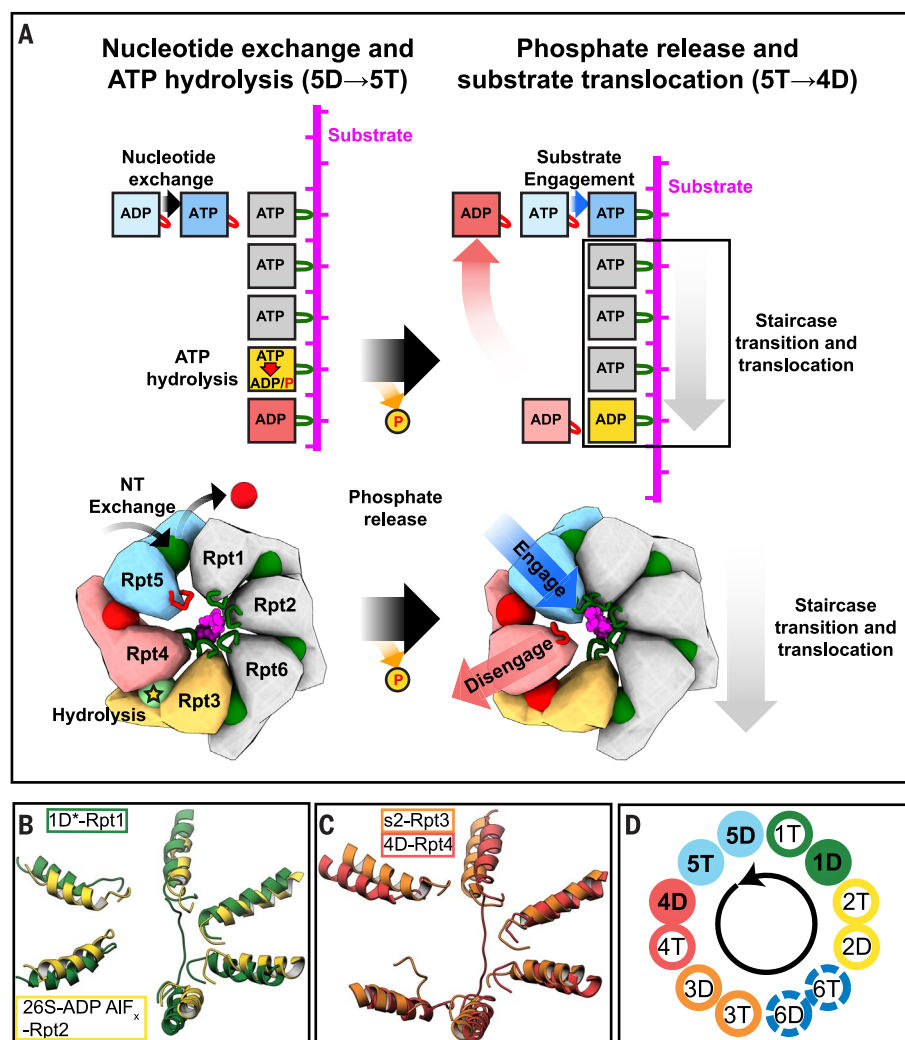 A
Nucleotide exchange and
ATP hydrolysis (5D→5T)
Phosphate release and
substrate translocation (5T→4D)
Substrate
Nucleotide
exchange
ADP
ATP
ATP
ATP
ATP
ATP
hydrolysis
ATP
ADP/P
ADP
P
Substrate
Engagement
Substrate
ADP
ATP
ATP
ATP
ATP
ATP
ADP
ADP
Staircase
transition and
translocation
NT
Exchange
Rpt5
Rpt1
Rpt2
Rpt4
Rpt6
Rpt3
Hydrolysis
Phosphate
release
P
Engage
Disengage
Staircase
transition and
translocation
B
1D*-Rpt1
26S-ADP AlFx
-Rpt2
C
s2-Rpt3
4D-Rpt4
D
5D
1T
5T
1D
4D
2T
4T
2D
3D
6T
3T
6D